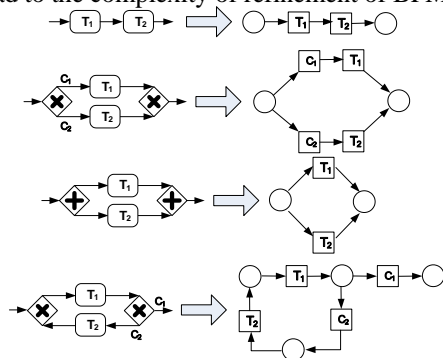 ad to the complexity of refinement of BPM
T₁ T₂ T₁ T₂
C₁ T₁
C₂ T₂
C₁ T₁
C₂ T₂
T₁
T₂
T₁
T₂
T₁ C₁
T₂ C₂
T₁ C₁
T₂ C₂